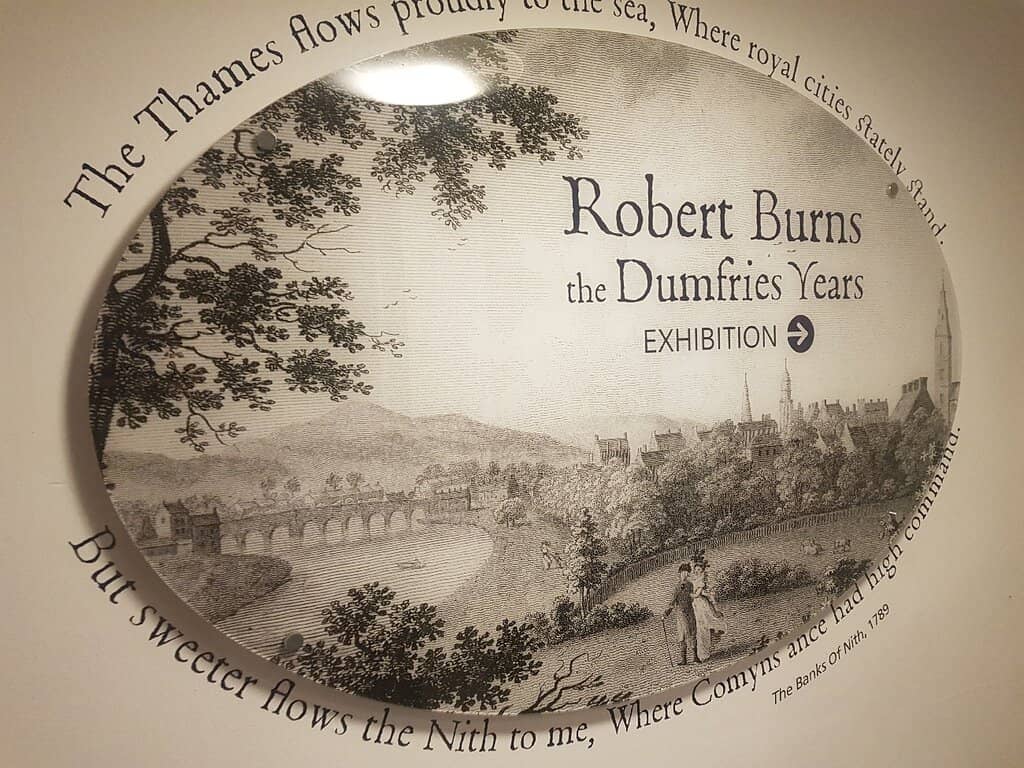 The Thames flows proudly to the sea, Where royal cities stately stand.
Robert Burns
the Dumfries Years
EXHIBITION
But sweeter flows the Nith to me, Where Comyns ance had high command.
The Banks Of Nith, 1789